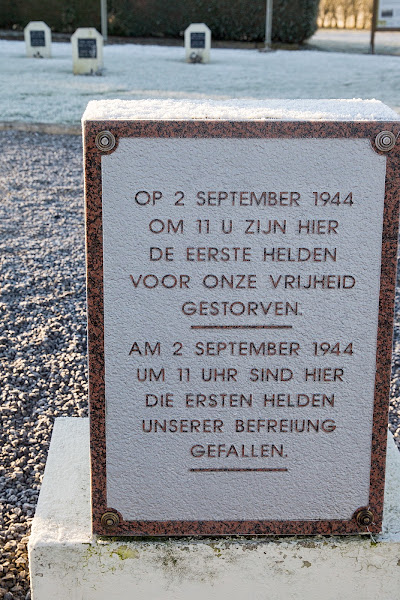 OP 2 SEPTEMBER 1944
OM 11 U ZIJN HIER
DE EERSTE HELDEN
VOOR ONZE VRIJHEID
GESTORVEN.
AM 2 SEPTEMBER 1944
UM 11 UHR SIND HIER
DIE ERSTEN HELDEN
UNSERER BEFREIUNG
GEFALLEN.